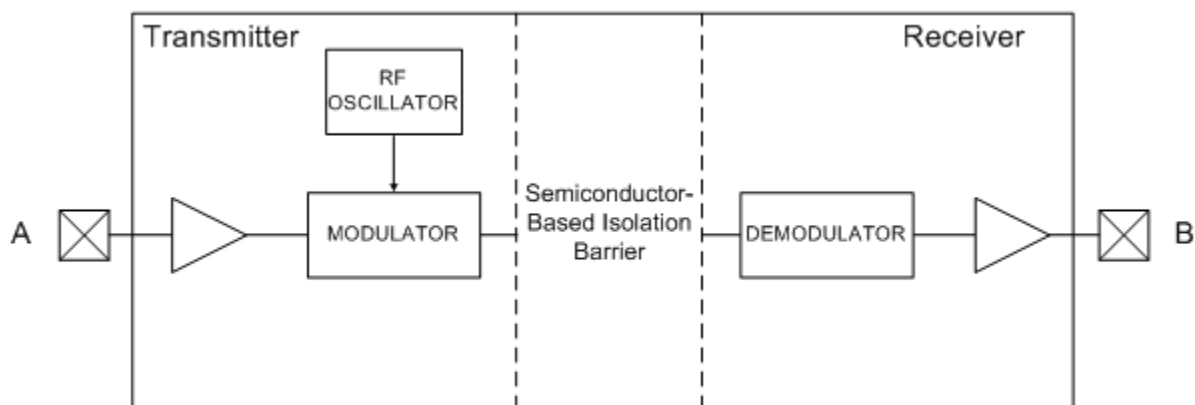 Transmitter
Receiver
RF
OSCILLATOR
A
MODULATOR
Semiconductor-
Based Isolation
Barrier
DEMODULATOR
B